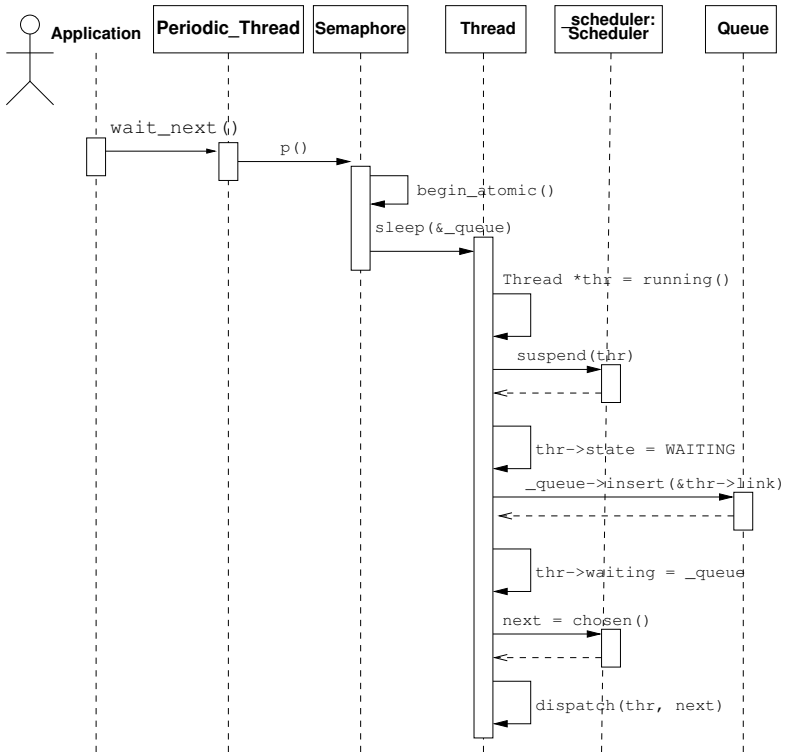 Application
Periodic_Thread
Semaphore
Thread
_scheduler:
Scheduler
Queue
wait_next()
p()
begin_atomic()
sleep(&_queue)
Thread *thr = running()
suspend(thr)
thr->state = WAITING
_queue->insert(&thr->link)
thr->waiting = _queue
next = chosen()
dispatch(thr, next)